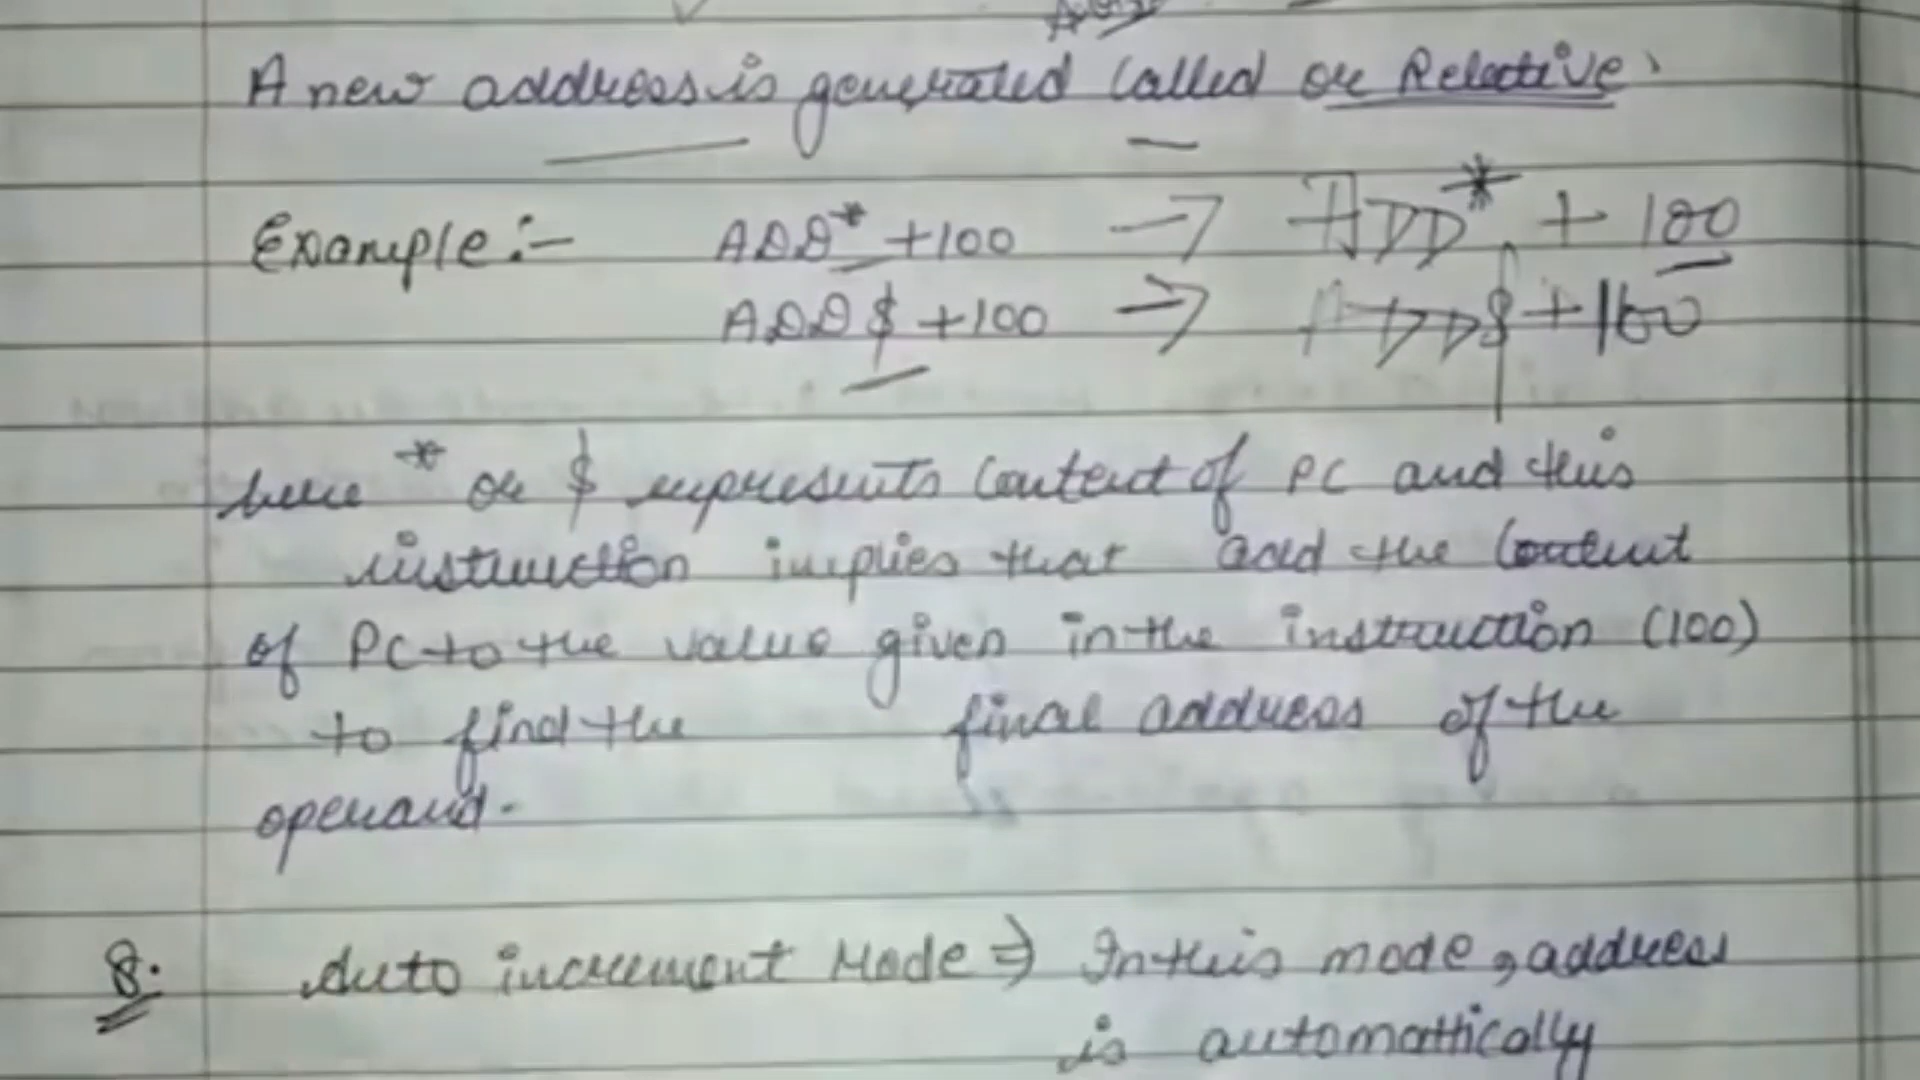 A new address is generated called or Relative.
Example:- ADD* +100 → ADD* + 100
ADD $ +100 → ADD$ +100
here * or $ represents content of PC and this
instruction implies that add the content
of PC to the value given in the instruction (100)
to find the final address of the
operand.
8. Auto increment Mode ⇒ In this mode, address
is automattically